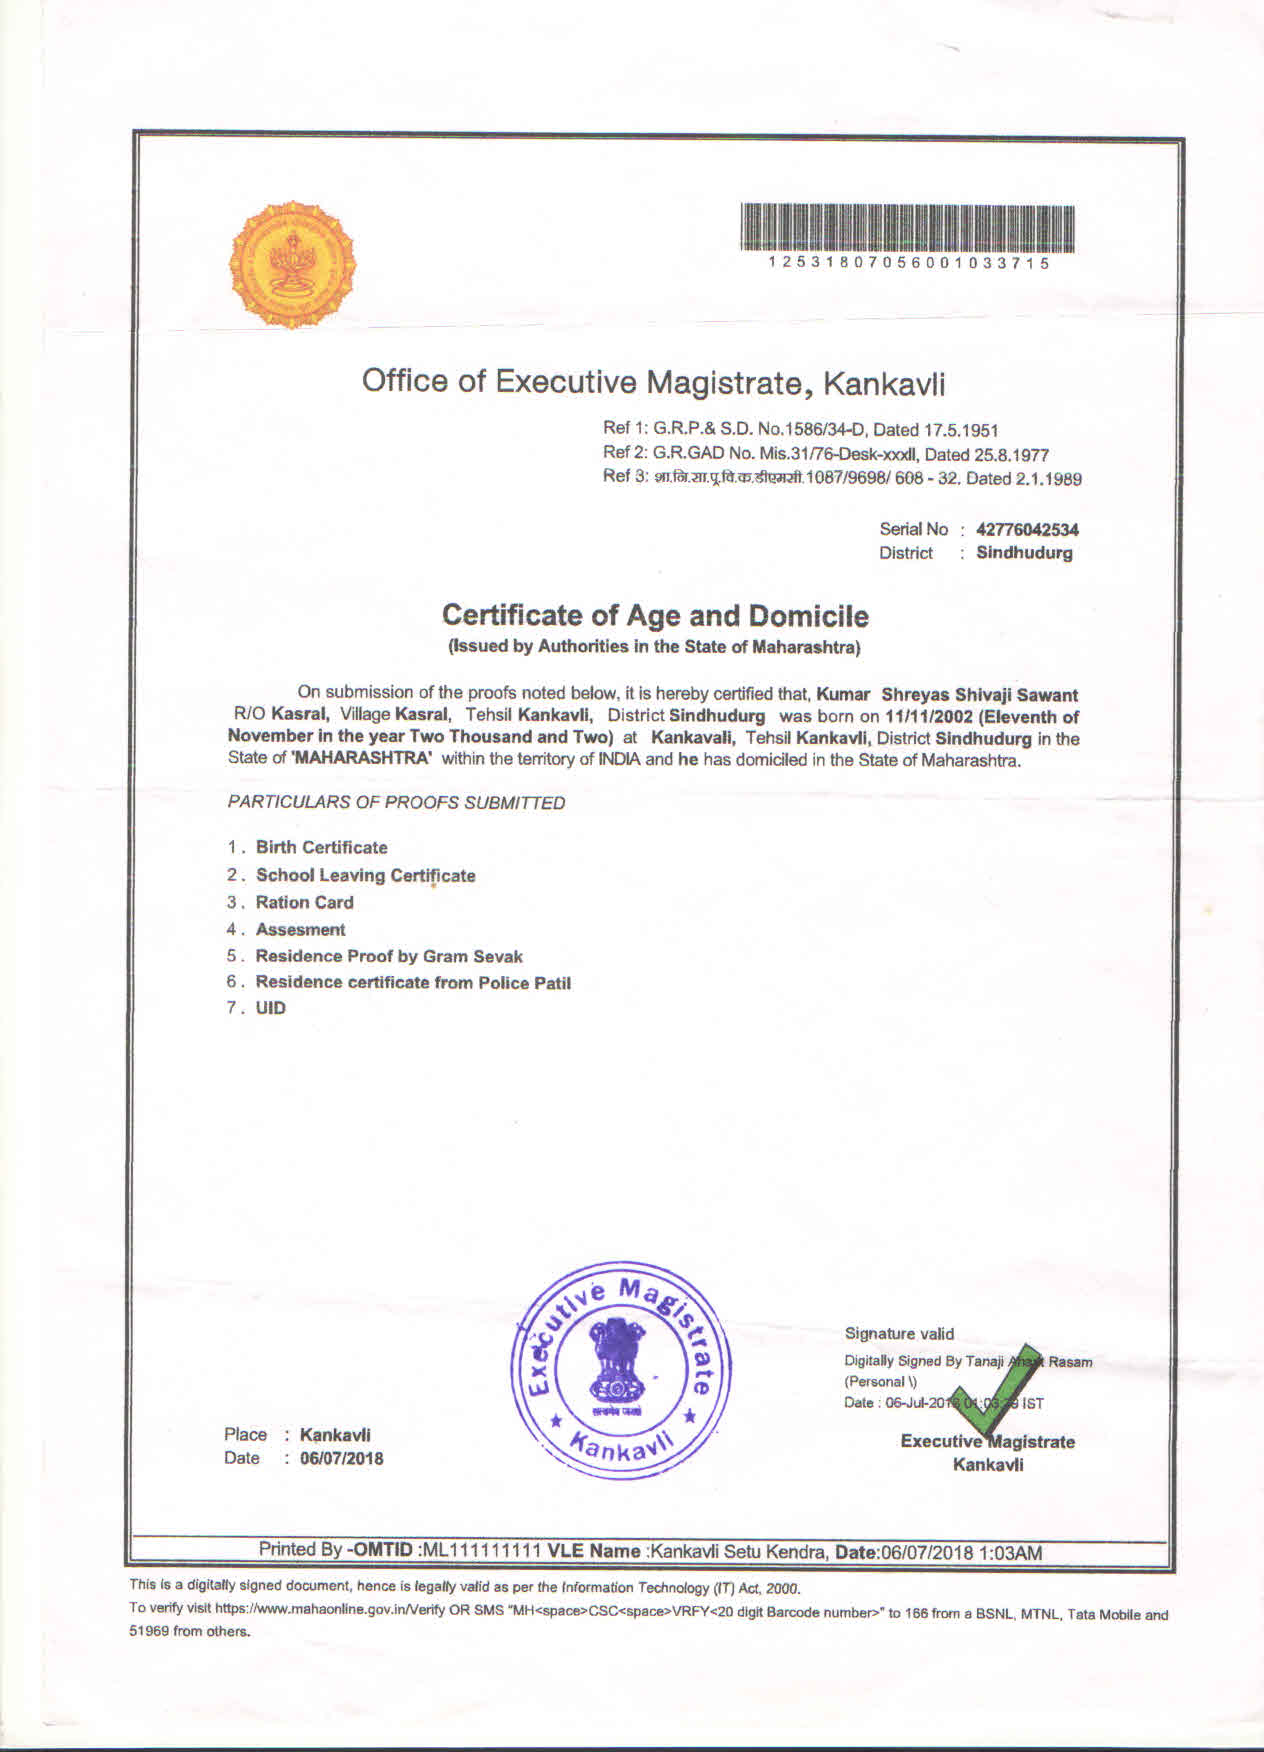 12531807056001033715
Office of Executive Magistrate, Kankavli
Ref 1: G.R.P.& S.D. No.1586/34-D, Dated 17.5.1951
Ref 2: G.R.GAD No. Mis.31/76-Desk-xxxII, Dated 25.8.1977
Ref 3: शा.नि.सा.पू.वि.क.डीएमसी.1087/9698/ 608 - 32. Dated 2.1.1989
Serial No : 42776042534
District : Sindhudurg
Certificate of Age and Domicile
(Issued by Authorities in the State of Maharashtra)
On submission of the proofs noted below, it is hereby certified that, Kumar Shreyas Shivaji Sawant
R/O Kasral, Village Kasral, Tehsil Kankavli, District Sindhudurg was born on 11/11/2002 (Eleventh of
November in the year Two Thousand and Two) at Kankavali, Tehsil Kankavli, District Sindhudurg in the
State of 'MAHARASHTRA' within the territory of INDIA and he has domiciled in the State of Maharashtra.
PARTICULARS OF PROOFS SUBMITTED
1 . Birth Certificate
2 . School Leaving Certificate
3 . Ration Card
4 . Assesment
5 . Residence Proof by Gram Sevak
6 . Residence certificate from Police Patil
7 . UID
Executive Magistrate
सत्यमेव जयते
Kankavli
Signature valid
Digitally Signed By Tanaji Rasam
(Personal \)
Date : 06-Jul-2018 01:03: IST
Executive Magistrate
Kankavli
Place : Kankavli
Date : 06/07/2018
Printed By -OMTID :ML111111111 VLE Name :Kankavli Setu Kendra, Date:06/07/2018 1:03AM
This is a digitally signed document, hence is legally valid as per the Information Technology (IT) Act, 2000.
To verify visit https://www.mahaonline.gov.in/Verify OR SMS "MH<space>CSC<space>VRFY<20 digit Barcode number>" to 166 from a BSNL, MTNL, Tata Mobile and
51969 from others.